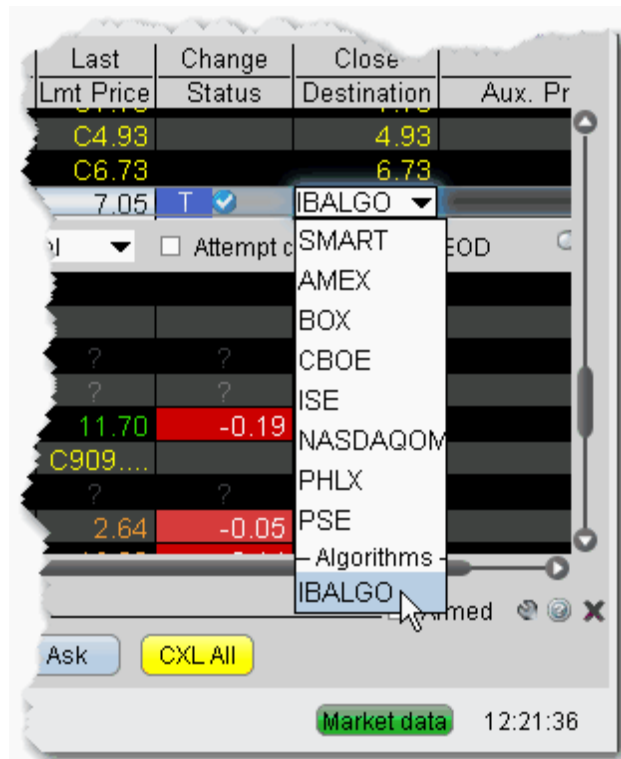 Last Change Close
Lmt Price Status Destination Aux. Pr
C4.93 4.93
C6.73 6.73
7.05 T IBALGO
Attempt c EOD
SMART
AMEX
BOX
? ? CBOE
? ? ISE
11.70 -0.19
NASDAQOM
C909....
? ? PHLX
2.64 -0.05 PSE
Algorithms
IBALGO
med
Ask CXL All
Market data 12:21:36